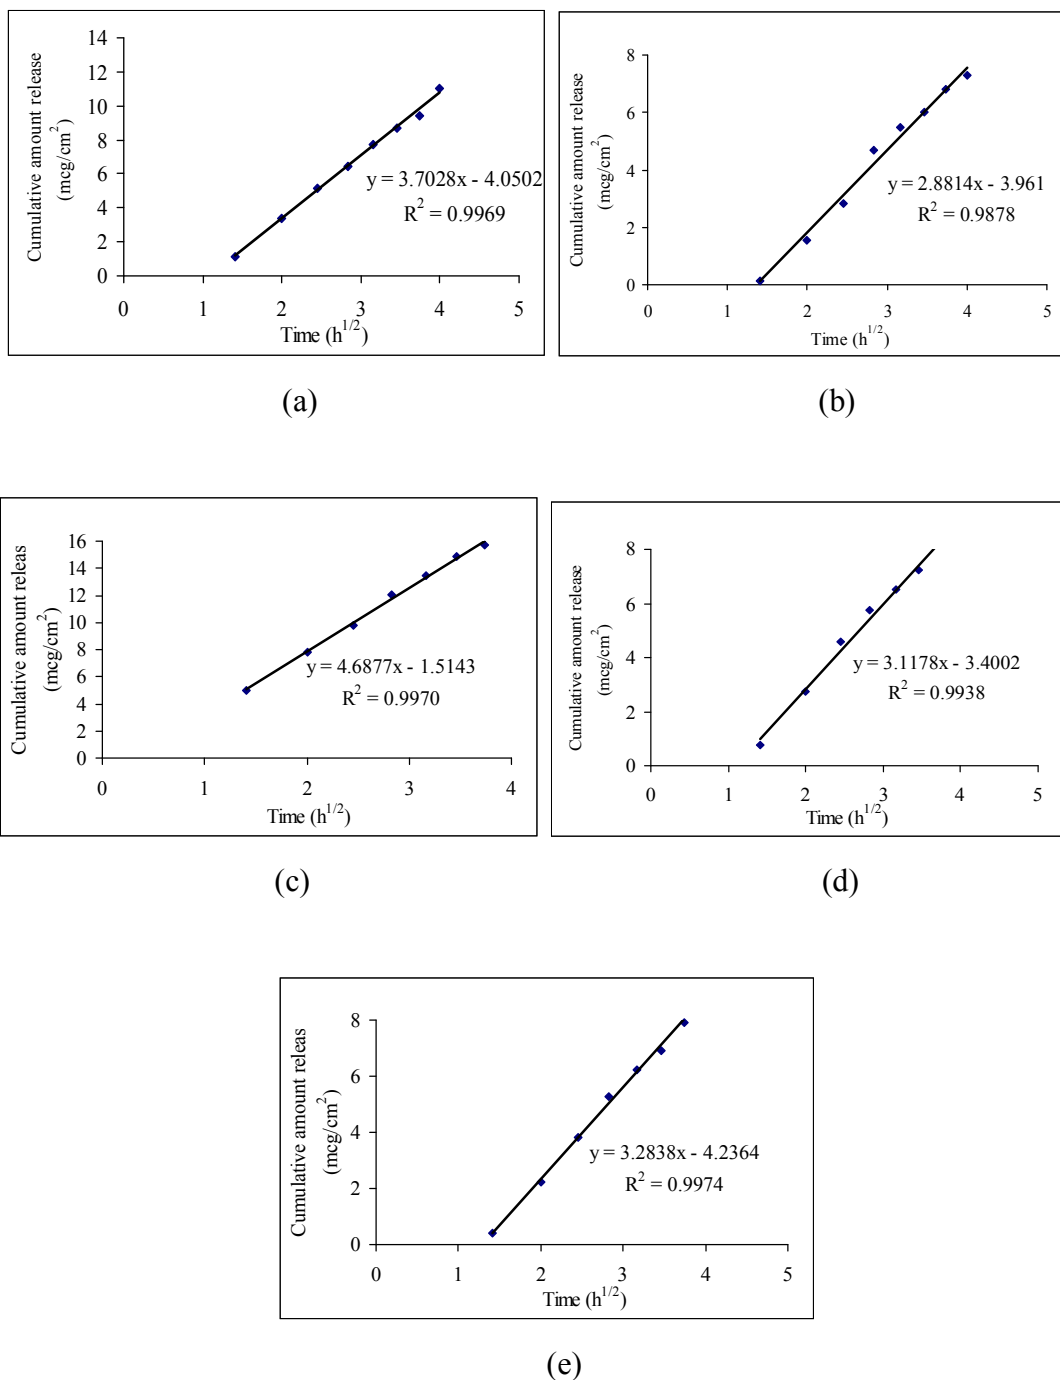 14
12
10
8
6
4
2
0
Cumulative amount release
(mcg/cm²)
y = 3.7028x - 4.0502
R² = 0.9969
0 1 2 3 4 5
Time (h^1/2)
(a)
8
6
4
2
0
Cumulative amount release
(mcg/cm²)
y = 2.8814x - 3.961
R² = 0.9878
0 1 2 3 4 5
Time (h^1/2)
(b)
16
14
12
10
8
6
4
2
0
Cumulative amount releas
(mcg/cm²)
y = 4.6877x - 1.5143
R² = 0.9970
0 1 2 3 4
Time (h^1/2)
(c)
8
6
4
2
0
Cumulative amount release
(mcg/cm²)
y = 3.1178x - 3.4002
R² = 0.9938
0 1 2 3 4 5
Time (h^1/2)
(d)
8
6
4
2
0
Cumulative amount releas
(mcg/cm²)
y = 3.2838x - 4.2364
R² = 0.9974
0 1 2 3 4 5
Time (h^1/2)
(e)